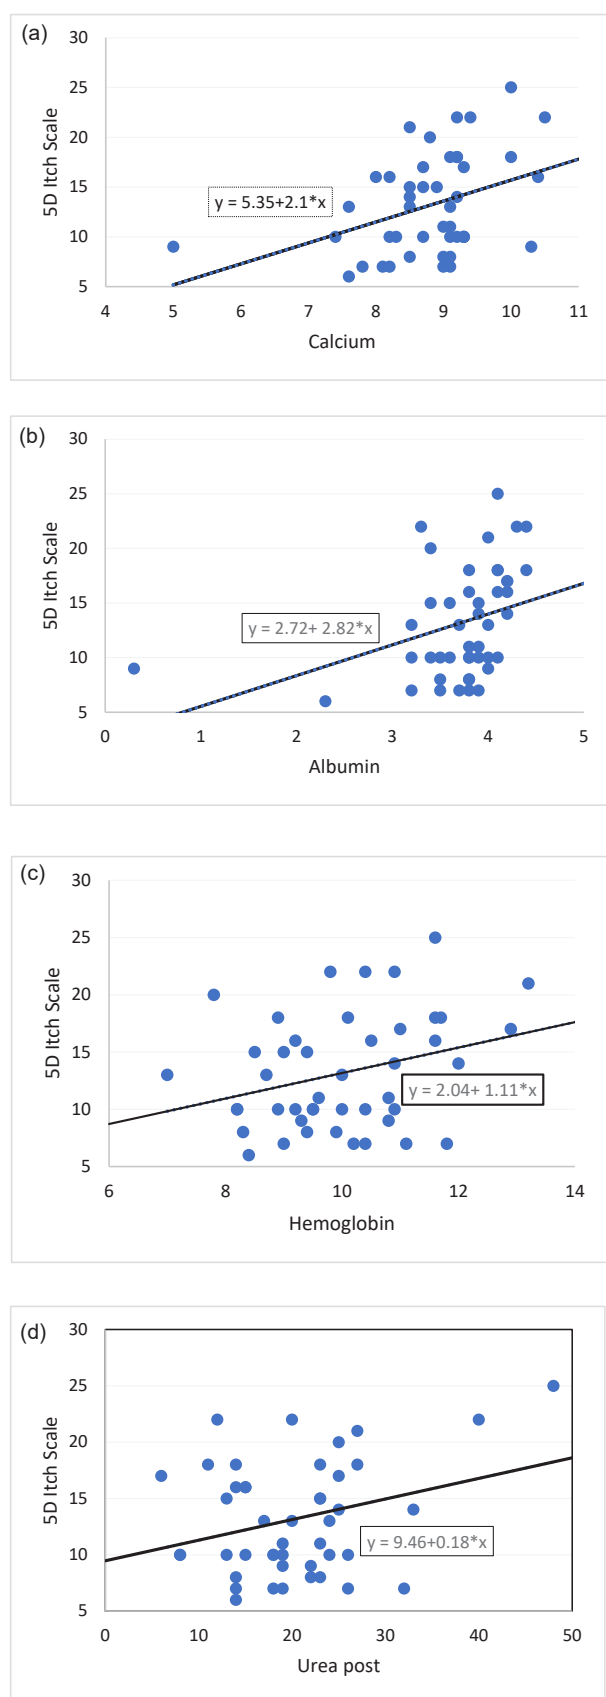 (a)
30
25
20
15
10
5
5D Itch Scale
y = 5.35+2.1*x
4 5 6 7 8 9 10 11
Calcium
(b)
30
25
20
15
10
5
5D Itch Scale
y = 2.72+ 2.82*x
0 1 2 3 4 5
Albumin
(c)
30
25
20
15
10
5
5D Itch Scale
y = 2.04+ 1.11*x
6 8 10 12 14
Hemoglobin
(d)
30
25
20
15
10
5
5D Itch Scale
y = 9.46+0.18*x
0 10 20 30 40 50
Urea post